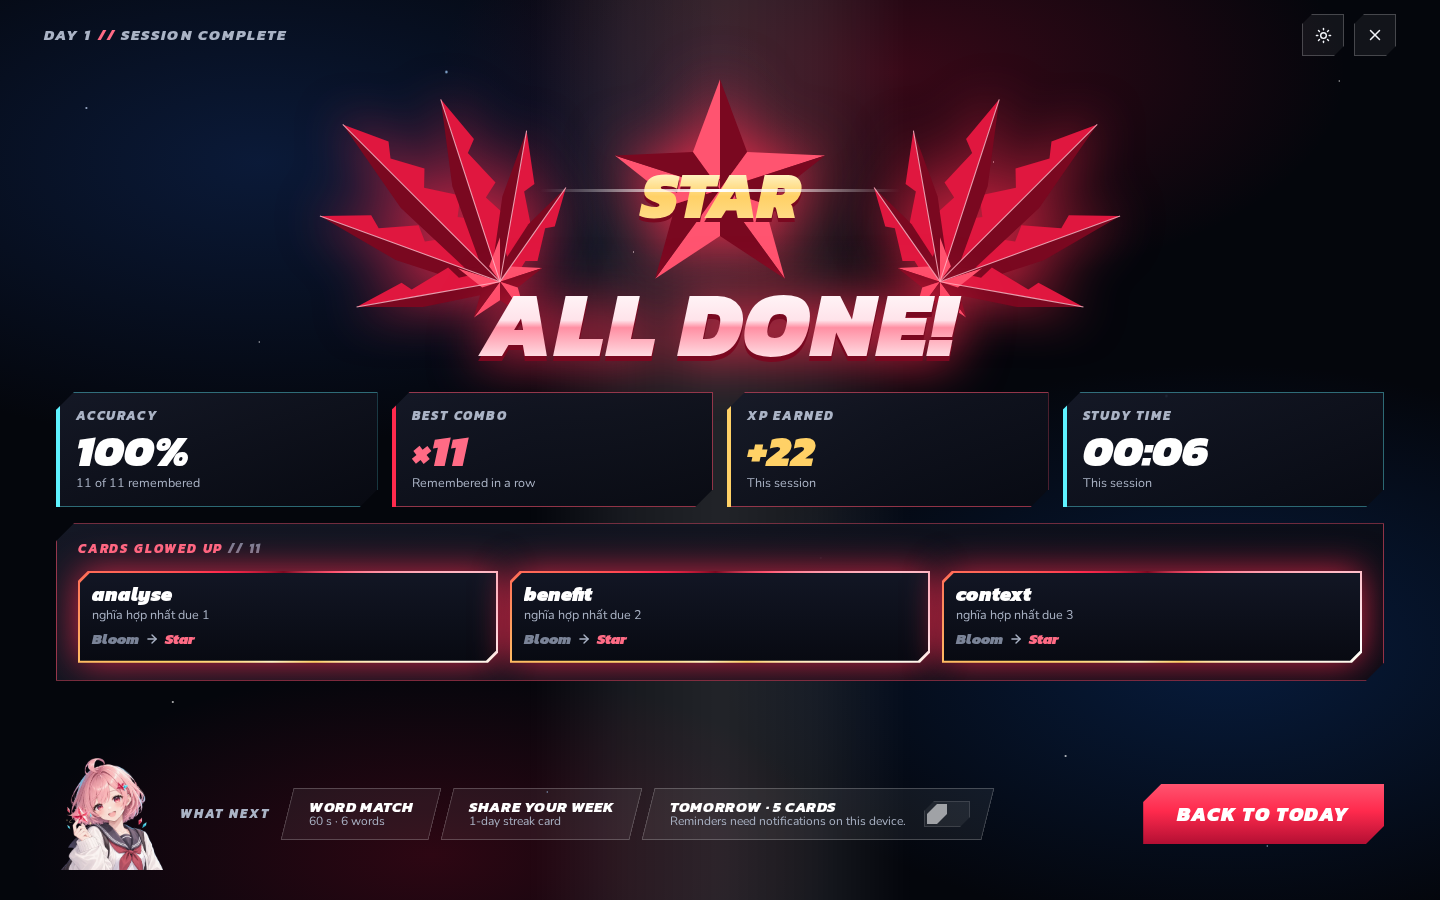 DAY 1 // SESSION COMPLETE
STAR
ALL DONE!
ACCURACY
100%
11 of 11 remembered
BEST COMBO
×11
Remembered in a row
XP EARNED
+22
This session
STUDY TIME
00:06
This session
CARDS GLOWED UP // 11
analyse
nghĩa hợp nhất due 1
Bloom → Star
benefit
nghĩa hợp nhất due 2
Bloom → Star
context
nghĩa hợp nhất due 3
Bloom → Star
WHAT NEXT
WORD MATCH
60 s · 6 words
SHARE YOUR WEEK
1-day streak card
TOMORROW · 5 CARDS
Reminders need notifications on this device.
BACK TO TODAY